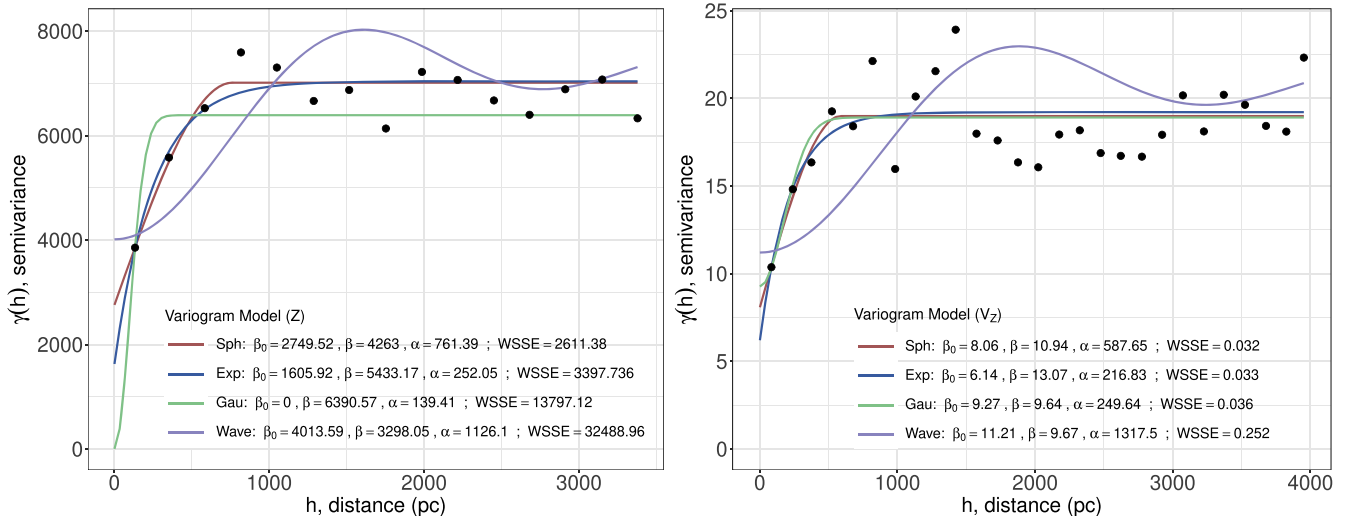 8000
6000
4000
2000
0
γ(h), semivariance
Variogram Model (Z)
Sph: β₀ = 2749.52 , β = 4263 , α = 761.39 ; WSSE = 2611.38
Exp: β₀ = 1605.92 , β = 5433.17 , α = 252.05 ; WSSE = 3397.736
Gau: β₀ = 0 , β = 6390.57 , α = 139.41 ; WSSE = 13797.12
Wave: β₀ = 4013.59 , β = 3298.05 , α = 1126.1 ; WSSE = 32488.96
0 1000 2000 3000
h, distance (pc)
25
20
15
10
5
0
γ(h), semivariance
Variogram Model (V_Z)
Sph: β₀ = 8.06 , β = 10.94 , α = 587.65 ; WSSE = 0.032
Exp: β₀ = 6.14 , β = 13.07 , α = 216.83 ; WSSE = 0.033
Gau: β₀ = 9.27 , β = 9.64 , α = 249.64 ; WSSE = 0.036
Wave: β₀ = 11.21 , β = 9.67 , α = 1317.5 ; WSSE = 0.252
0 1000 2000 3000 4000
h, distance (pc)